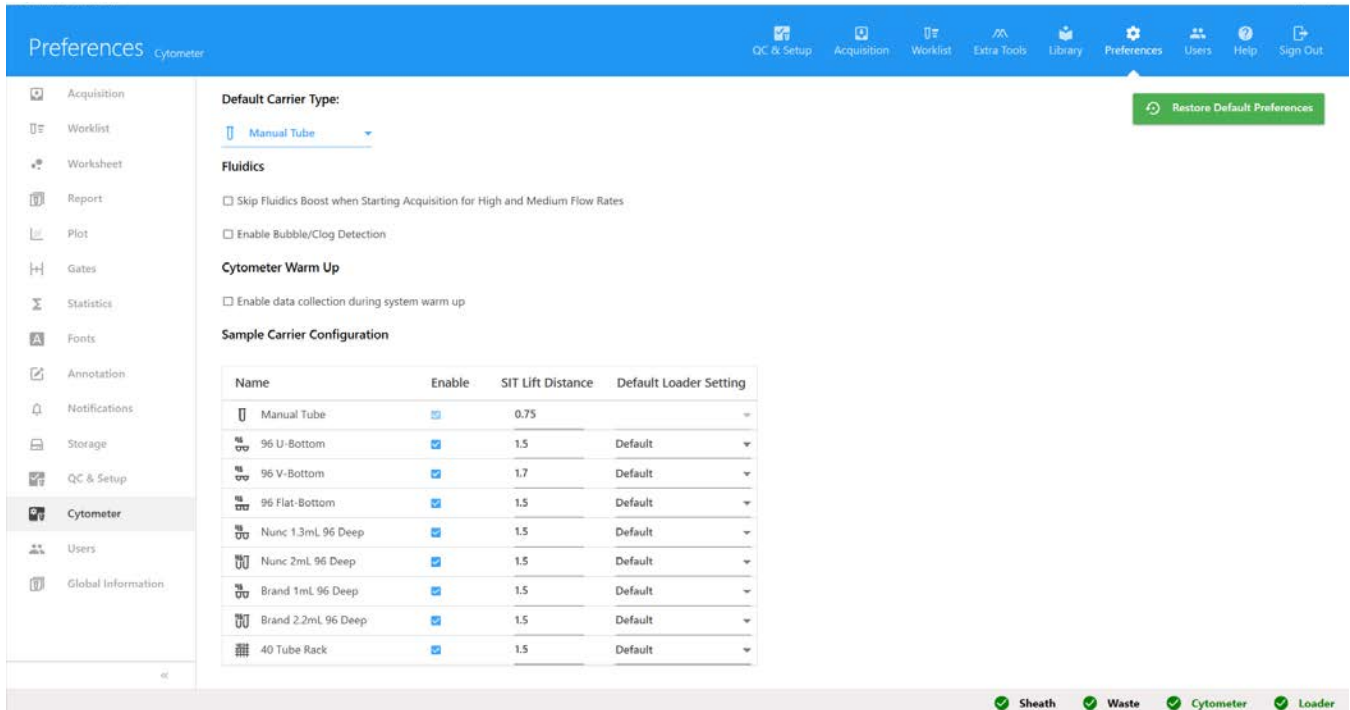 Preferences Cytometer
QC & Setup Acquisition Worklist Extra Tools Library Preferences Users Help Sign Out
Acquisition
Worklist
Worksheet
Report
Plot
Gates
Statistics
Fonts
Annotation
Notifications
Storage
QC & Setup
Cytometer
Users
Global Information
«
Default Carrier Type:
Restore Default Preferences
Manual Tube
Fluidics
Skip Fluidics Boost when Starting Acquisition for High and Medium Flow Rates
Enable Bubble/Clog Detection
Cytometer Warm Up
Enable data collection during system warm up
Sample Carrier Configuration
Name Enable SIT Lift Distance Default Loader Setting
Manual Tube 0.75
96 U-Bottom 1.5 Default
96 V-Bottom 1.7 Default
96 Flat-Bottom 1.5 Default
Nunc 1.3mL 96 Deep 1.5 Default
Nunc 2mL 96 Deep 1.5 Default
Brand 1mL 96 Deep 1.5 Default
Brand 2.2mL 96 Deep 1.5 Default
40 Tube Rack 1.5 Default
Sheath Waste Cytometer Loader